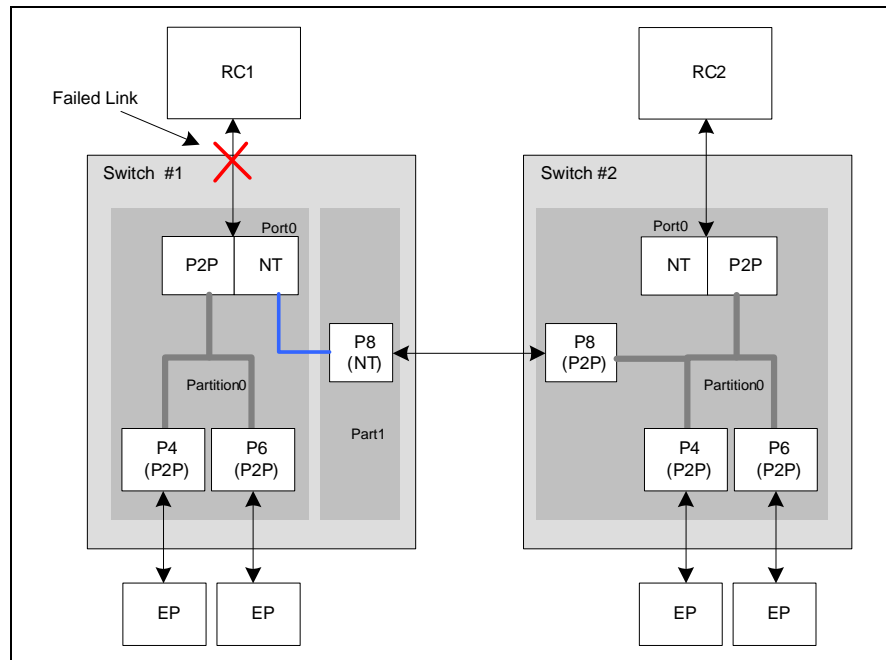 RC1
RC2
Failed Link
Switch  #1
Switch #2
Port0
Port0
P2P
NT
NT
P2P
P8
(NT)
P8
(P2P)
Partition0
Partition0
Part1
P4
(P2P)
P6
(P2P)
P4
(P2P)
P6
(P2P)
EP
EP
EP
EP